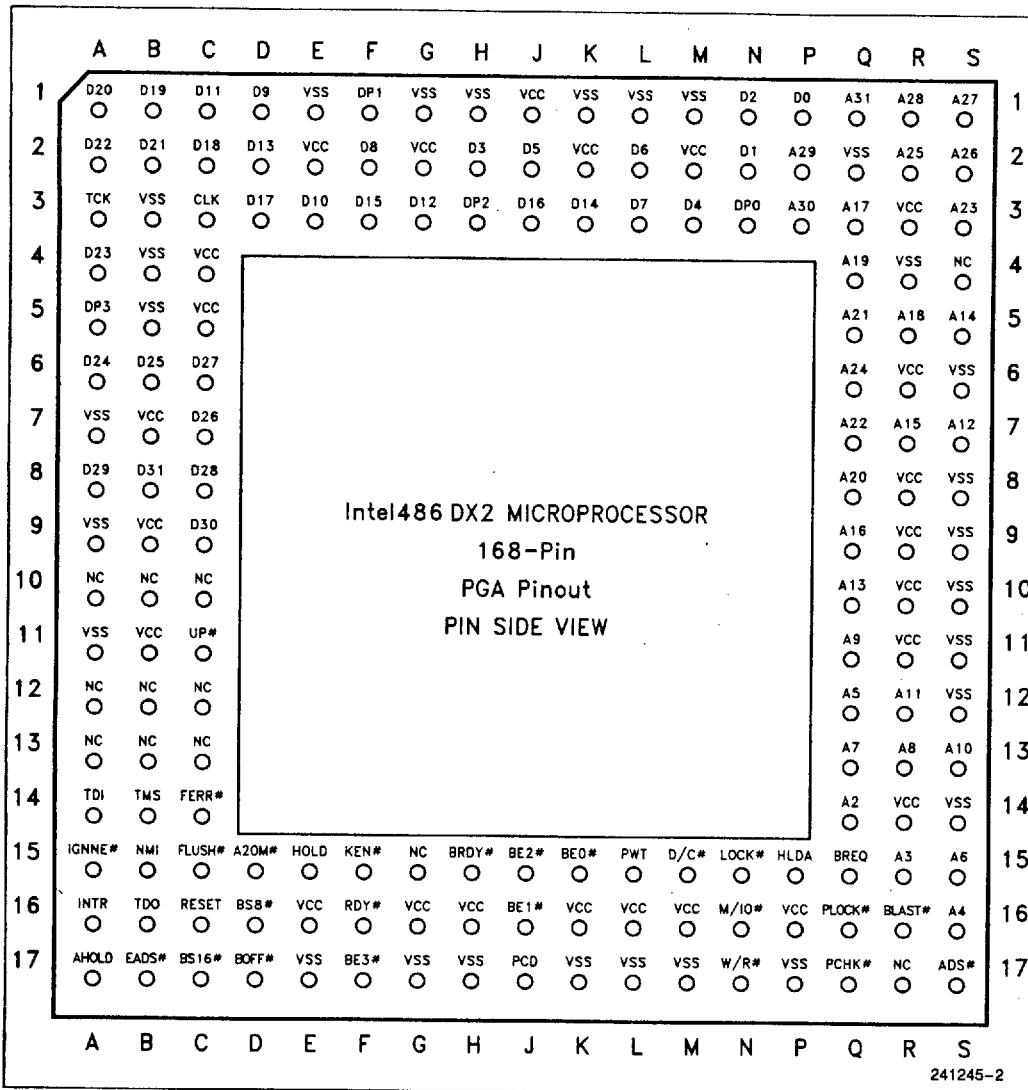 A B C D E F G H J K L M N P Q R S
D20 D19 D11 D9 VSS DP1 VSS VSS VCC VSS VSS VSS D2 D0 A31 A28 A27
1 1
D22 D21 D18 D13 VCC D8 VCC D3 D5 VCC D6 VCC D1 A29 VSS A25 A26
2 2
TCK VSS CLK D17 D10 D15 D12 DP2 D16 D14 D7 D4 DP0 A30 A17 VCC A23
3 3
D23 VSS VCC A19 VSS NC
4 4
DP3 VSS VCC A21 A18 A14
5 5
D24 D25 D27 A24 VCC VSS
6 6
VSS VCC D26 A22 A15 A12
7 7
D29 D31 D28 A20 VCC VSS
8 8
Intel486 DX2 MICROPROCESSOR
VSS VCC D30 A16 VCC VSS
9 9
168-Pin
NC NC NC A13 VCC VSS
10 10
PGA Pinout
VSS VCC UP# A9 VCC VSS
11 11
PIN SIDE VIEW
NC NC NC A5 A11 VSS
12 12
NC NC NC A7 A8 A10
13 13
TDI TMS FERR# A2 VCC VSS
14 14
IGNNE# NMI FLUSH# A20M# HOLD KEN# NC BRDY# BE2# BE0# PWT D/C# LOCK# HLDA BREQ A3 A6
15 15
INTR TDO RESET BS8# VCC RDY# VCC VCC BE1# VCC VCC VCC M/IO# VCC PLOCK# BLAST# A4
16 16
AHOLD EADS# BS16# BOFF# VSS BE3# VSS VSS PCD VSS VSS VSS W/R# VSS PCHK# NC ADS#
17 17
A B C D E F G H J K L M N P Q R S
241245-2